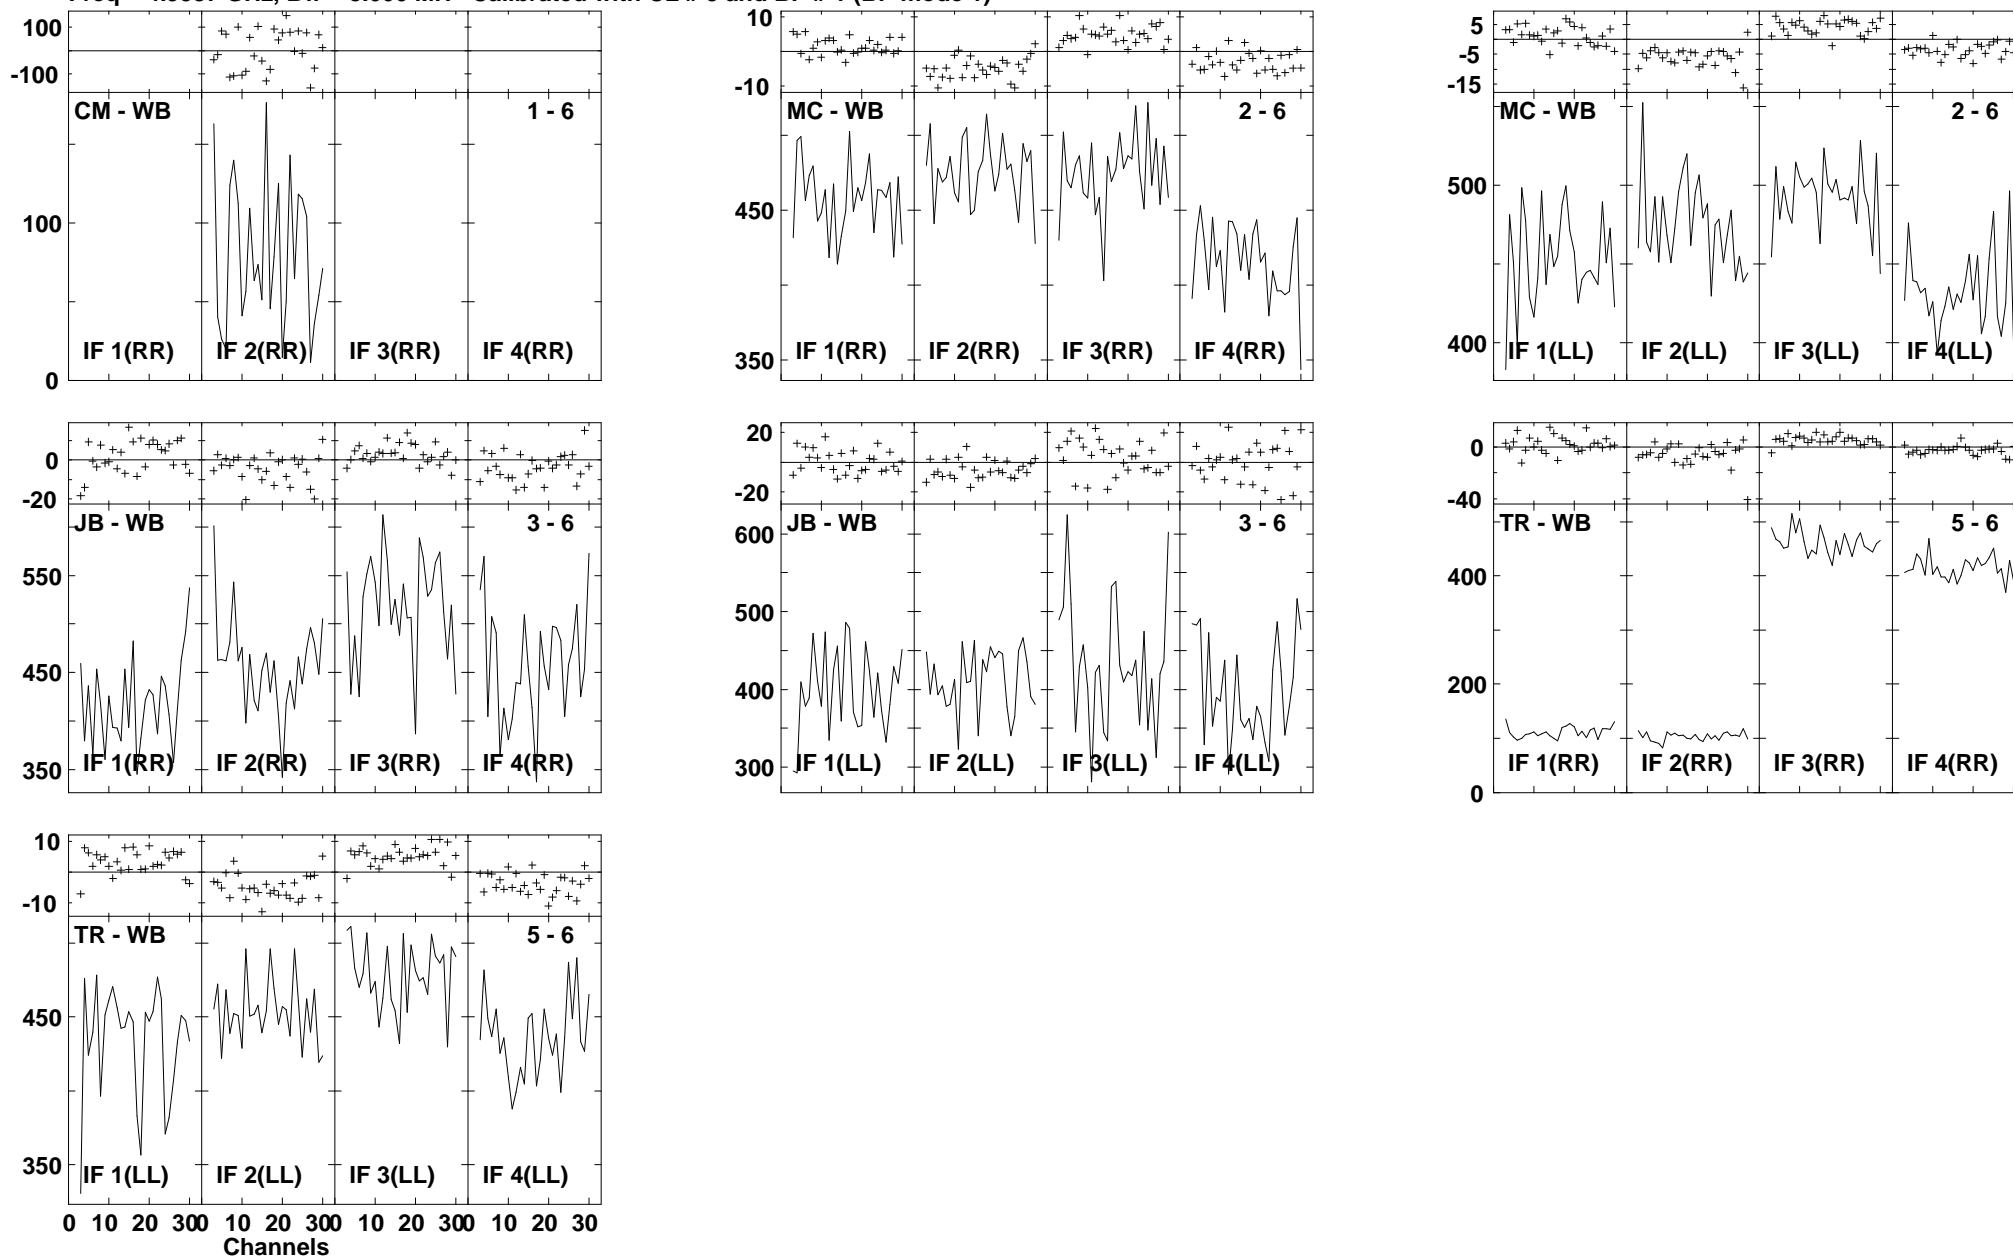 100
-100
CM - WB
1 - 6
100
0
IF 1(RR)
IF 2(RR)
IF 3(RR)
IF 4(RR)
10
-10
MC - WB
2 - 6
450
350
IF 1(RR)
IF 2(RR)
IF 3(RR)
IF 4(RR)
5
-5
-15
MC - WB
2 - 6
500
400
IF 1(LL)
IF 2(LL)
IF 3(LL)
IF 4(LL)
0
-20
JB - WB
3 - 6
550
450
350
IF 1(RR)
IF 2(RR)
IF 3(RR)
IF 4(RR)
20
0
-20
JB - WB
3 - 6
600
500
400
300
IF 1(LL)
IF 2(LL)
IF 3(LL)
IF 4(LL)
0
-40
TR - WB
5 - 6
400
200
0
IF 1(RR)
IF 2(RR)
IF 3(RR)
IF 4(RR)
10
-10
TR - WB
5 - 6
450
350
IF 1(LL)
IF 2(LL)
IF 3(LL)
IF 4(LL)
0 10 20 300 10 20 300 10 20 300 10 20 30
Channels